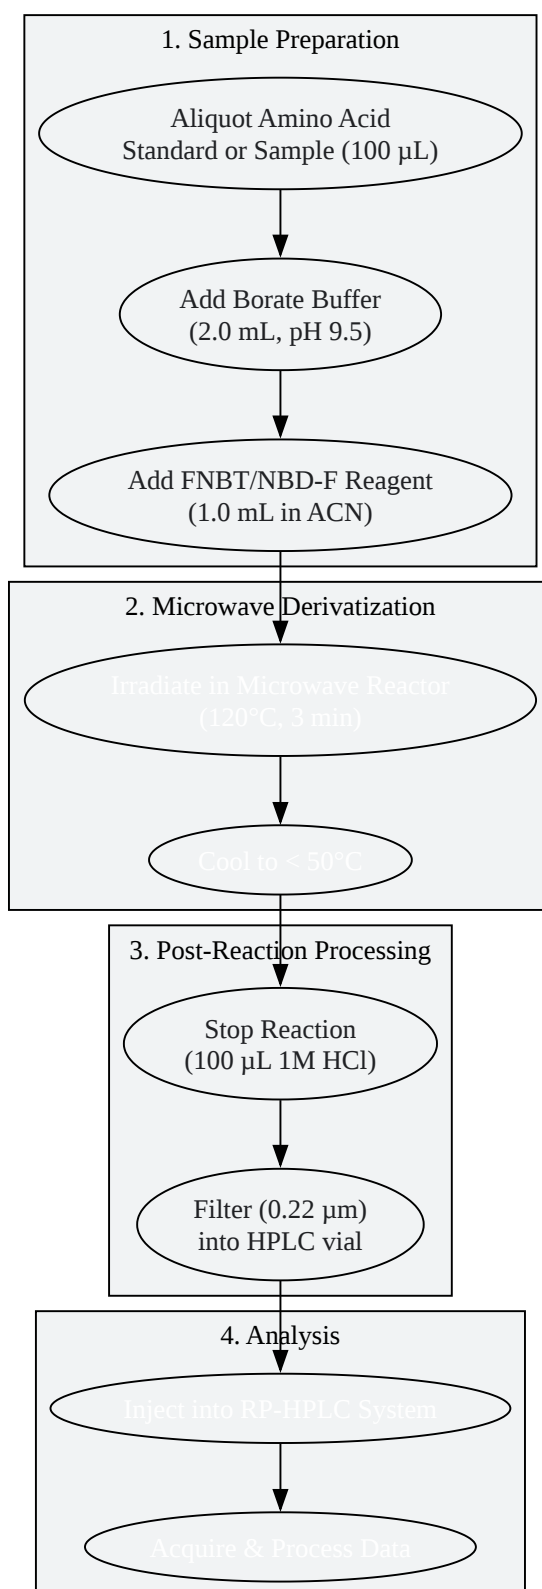 1. Sample Preparation
Aliquot Amino Acid
Standard or Sample (100 µL)
Add Borate Buffer
(2.0 mL, pH 9.5)
Add FNBT/NBD-F Reagent
(1.0 mL in ACN)
2. Microwave Derivatization
Irradiate in Microwave Reactor
(120°C, 3 min)
Cool to < 50°C
3. Post-Reaction Processing
Stop Reaction
(100 µL 1M HCl)
Filter (0.22 µm)
into HPLC vial
4. Analysis
Inject into RP-HPLC System
Acquire & Process Data